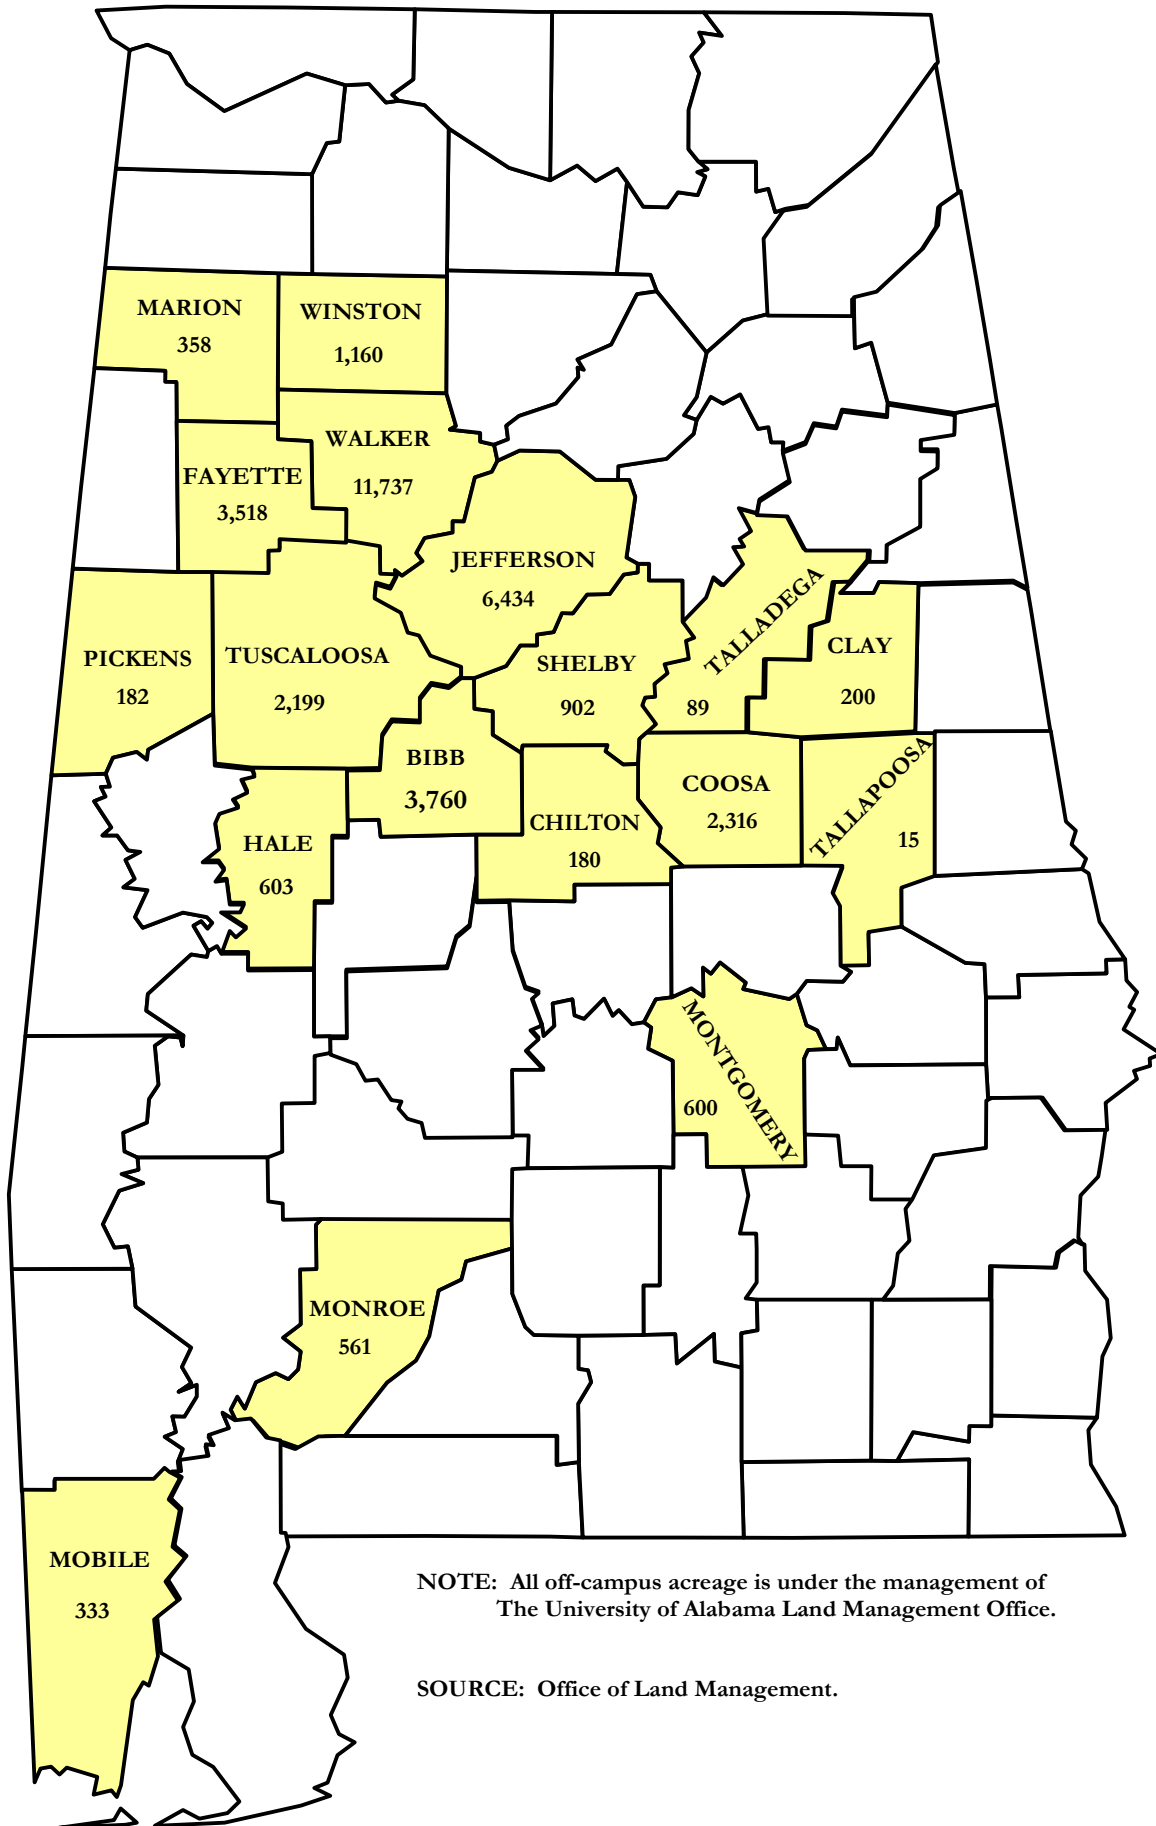 MARION
358
WINSTON
1,160
WALKER
11,737
FAYETTE
3,518
JEFFERSON
6,434
TALLADEGA
89
CLAY
200
PICKENS
182
TUSCALOOSA
2,199
SHELBY
902
BIBB
3,760
COOSA
2,316
TALLAPOOSA
15
CHILTON
180
HALE
603
MONTGOMERY
600
MONROE
561
MOBILE
333
NOTE: All off-campus acreage is under the management of
The University of Alabama Land Management Office.
SOURCE: Office of Land Management.